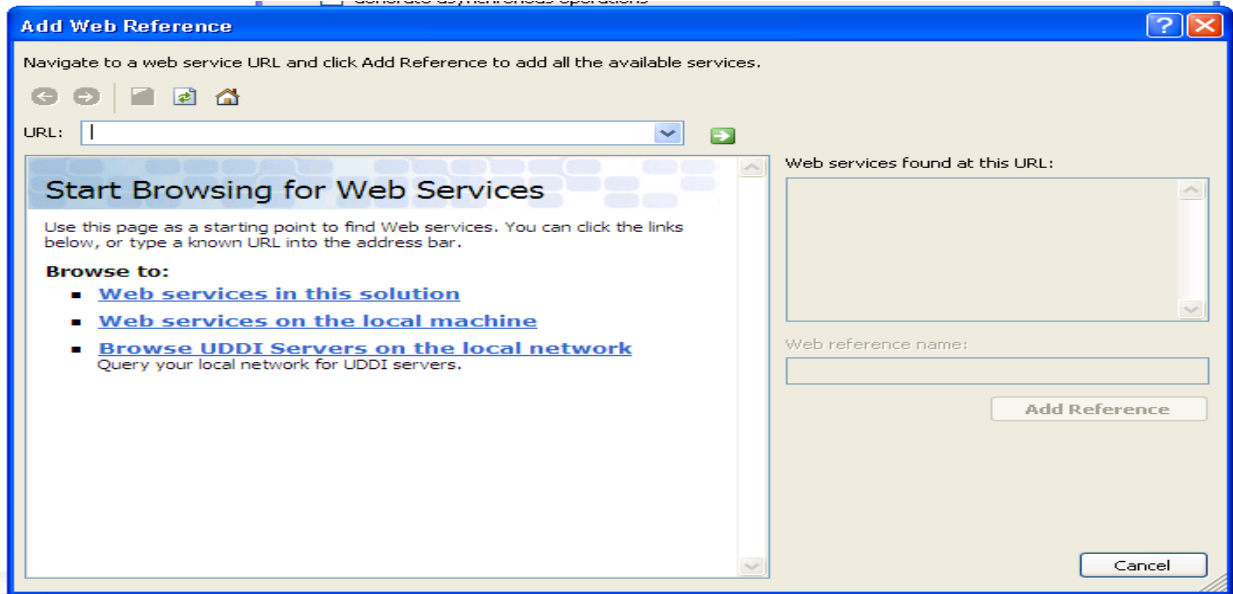 Generate asynchronous operations
Add Web Reference
Navigate to a web service URL and click Add Reference to add all the available services.
URL:
Start Browsing for Web Services
Use this page as a starting point to find Web services. You can click the links
below, or type a known URL into the address bar.
Browse to:
Web services in this solution
Web services on the local machine
Browse UDDI Servers on the local network
Query your local network for UDDI servers.
Web services found at this URL:
Web reference name:
Add Reference
Cancel